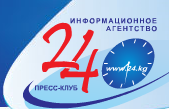 ИНФОРМАЦИОННОЕ
АГЕНТСТВО
24
www.24.kg
ПРЕСС-КЛУБ